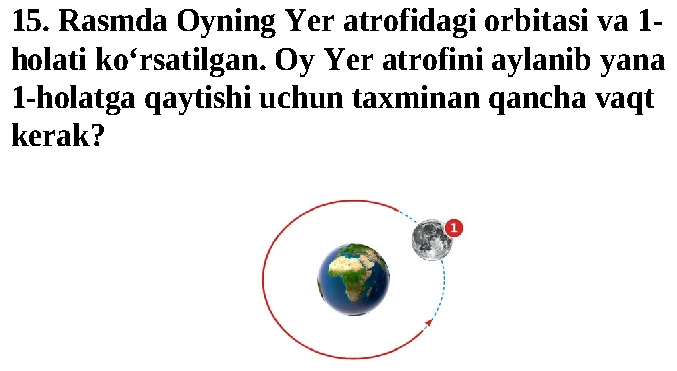 15. Rasmda Oyning Yer atrofidagi orbitasi va 1-
holati ko‘rsatilgan. Oy Yer atrofini aylanib yana
1-holatga qaytishi uchun taxminan qancha vaqt
kerak?
1